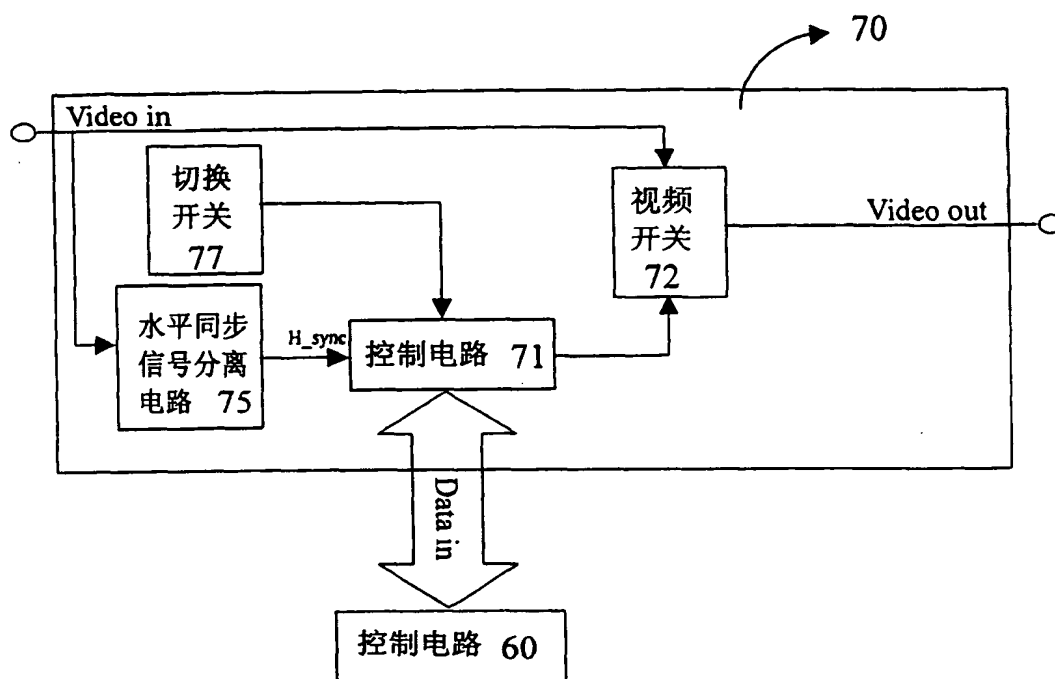 70
Video in
切换
开关
77
视频
开关
72
Video out
水平同步
信号分离
电路 75
H_sync
控制电路 71
Data in
控制电路 60